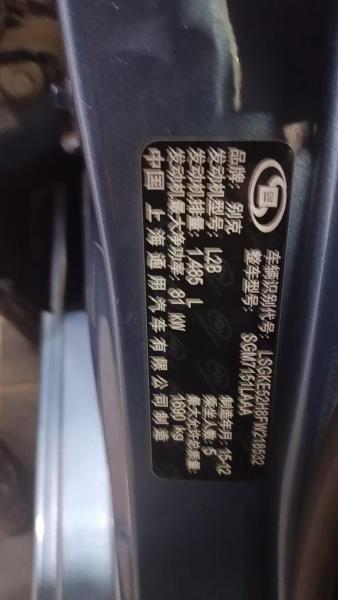 品牌: 别克
车辆识别代号: LSGKE52H8FW218592
发动机型号: L2B
整车型号: SGM7151LAAA
发动机排量: 1.485 L
制造年月: 15-12
发动机最大净功率: 81 KW
乘坐人数: 5
最大允许总质量: 1690 kg
中国 上海通用汽车有限公司制造